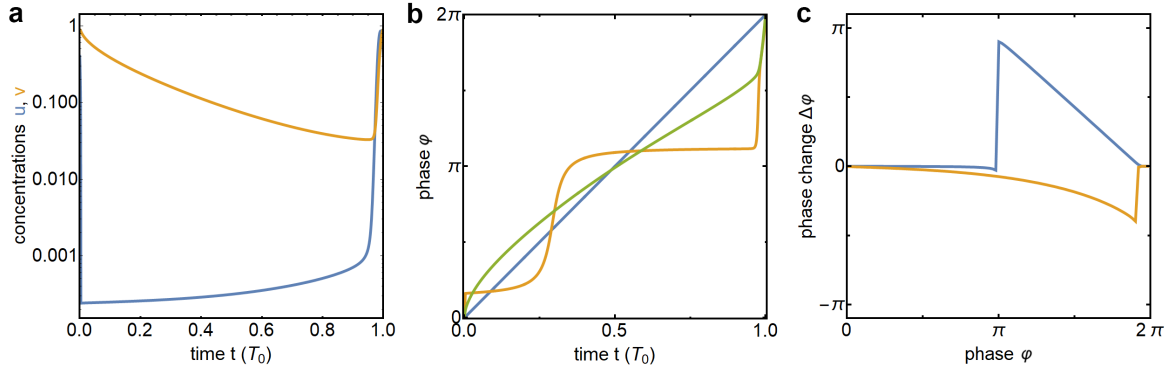 a
concentrations u, v
1
0.100
0.010
0.001
0.0 0.2 0.4 0.6 0.8 1.0
time t (T₀)
b
phase φ
2π
π
0
0.0 0.5 1.0
time t (T₀)
c
phase change Δφ
π
0
−π
0 π 2 π
phase φ